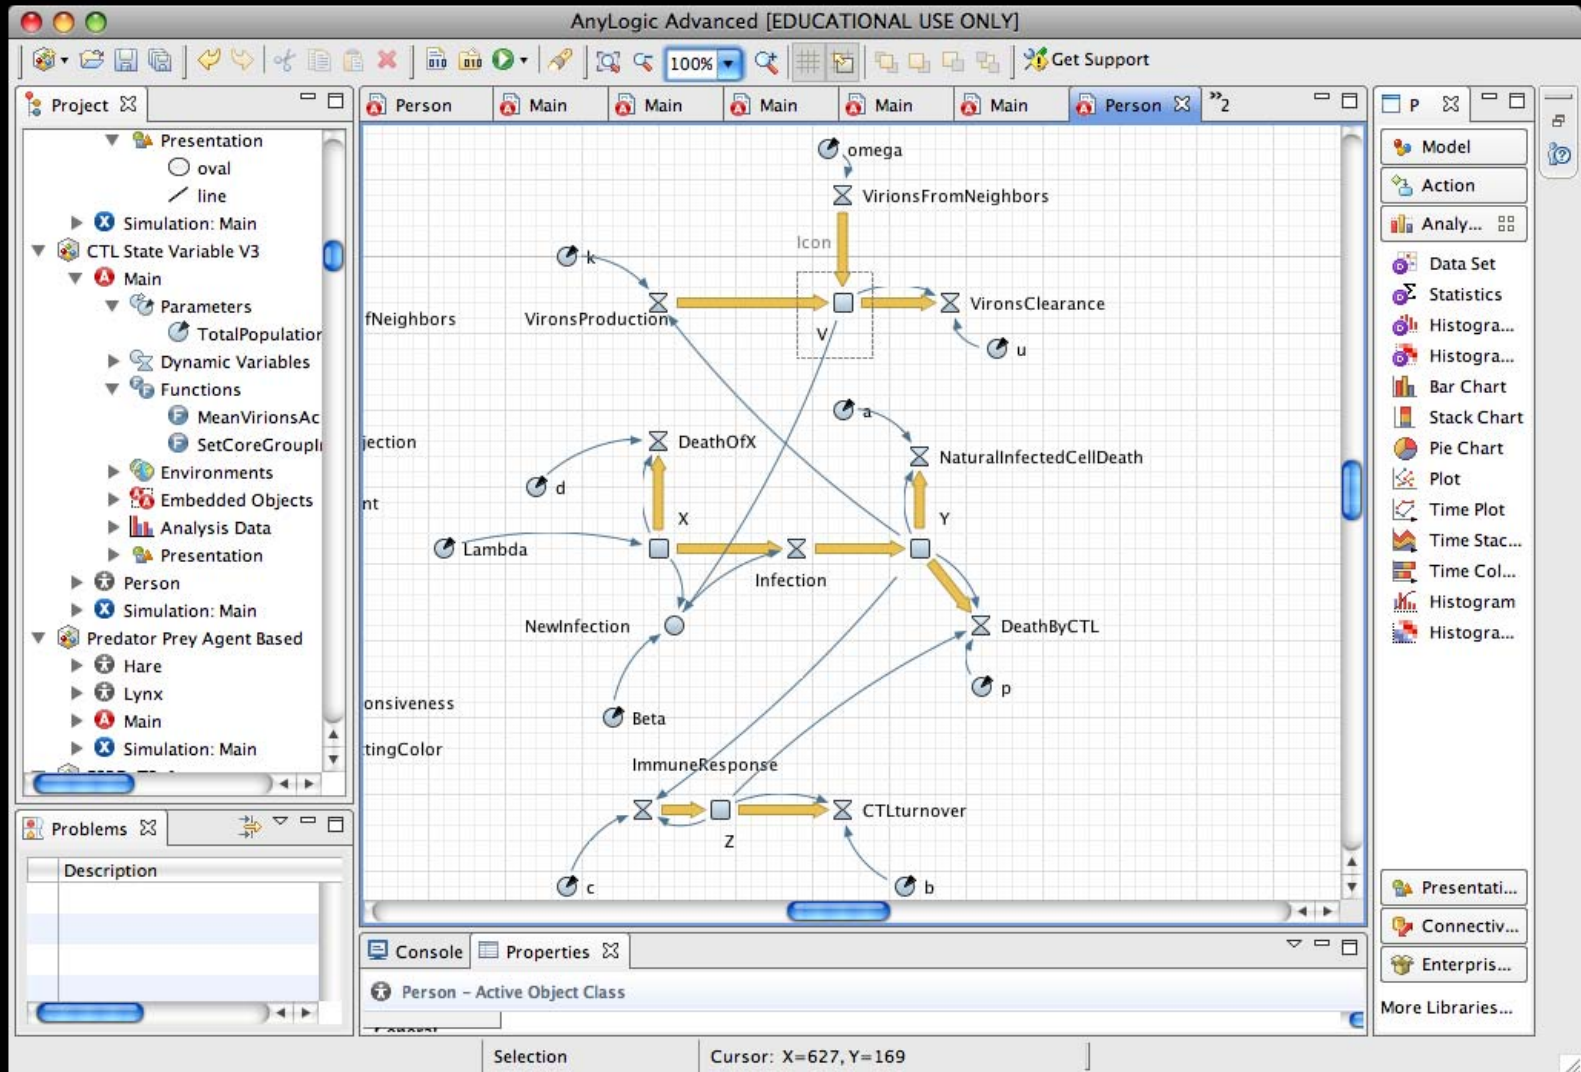 AnyLogic Advanced [EDUCATIONAL USE ONLY]
100%
Get Support
Project
Presentation
oval
line
Simulation: Main
CTL State Variable V3
Main
Parameters
TotalPopulation
Dynamic Variables
Functions
MeanVirionsAc
SetCoreGroupIn
Environments
Embedded Objects
Analysis Data
Presentation
Person
Simulation: Main
Predator Prey Agent Based
Hare
Lynx
Main
Simulation: Main
Problems
Description
Person
Main
Main
Main
Main
Main
Person
»2
omega
VirionsFromNeighbors
Icon
k
fNeighbors
VironsProduction
V
VironsClearance
u
a
jection
DeathOfX
NaturalInfectedCellDeath
d
nt
X
Y
Lambda
Infection
NewInfection
DeathByCTL
p
onsiveness
Beta
tingColor
ImmuneResponse
CTLturnover
Z
c
b
Console
Properties
Person – Active Object Class
General
Selection
Cursor: X=627, Y=169
P
Model
Action
Analy...
Data Set
Statistics
Histogra...
Histogra...
Bar Chart
Stack Chart
Pie Chart
Plot
Time Plot
Time Stac...
Time Col...
Histogram
Histogra...
Presentati...
Connectiv...
Enterpris...
More Libraries...